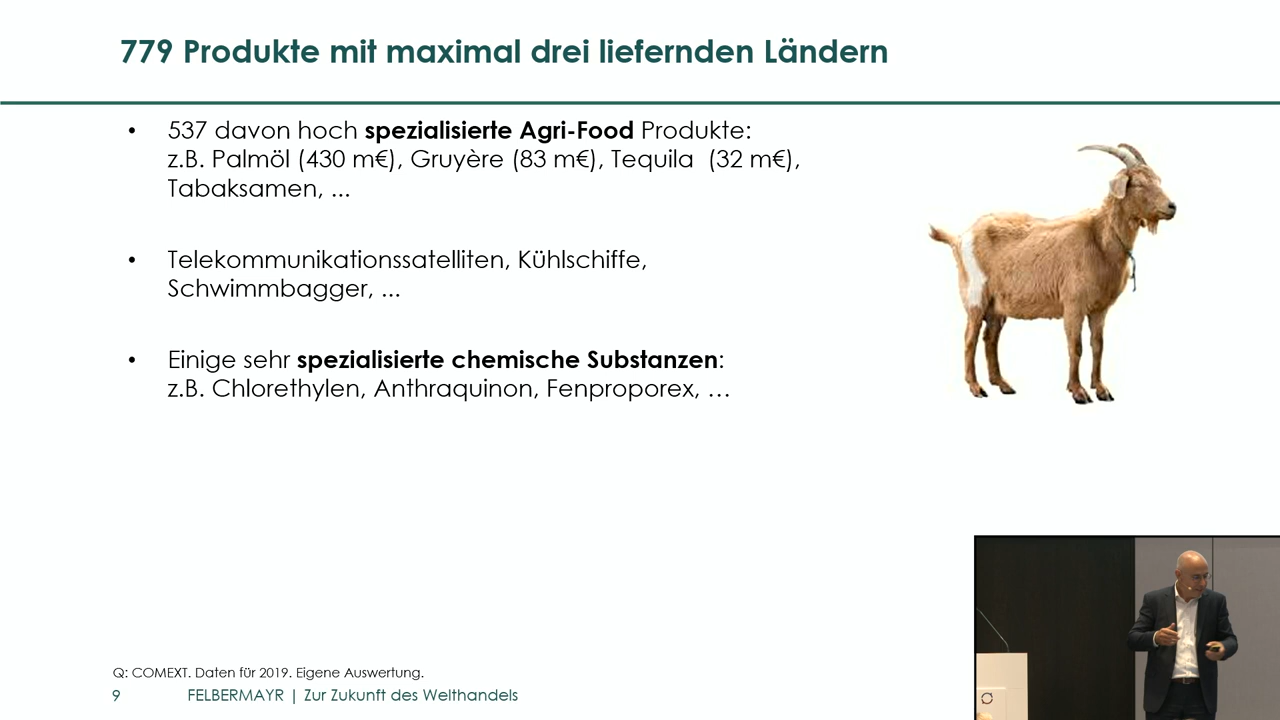 779 Produkte mit maximal drei liefernden Ländern
• 537 davon hoch spezialisierte Agri-Food Produkte:
z.B. Palmöl (430 m€), Gruyère (83 m€), Tequila  (32 m€),
Tabaksamen, ...
• Telekommunikationssatelliten, Kühlschiffe,
Schwimmbagger, ...
• Einige sehr spezialisierte chemische Substanzen:
z.B. Chlorethylen, Anthraquinon, Fenproporex, …
Q: COMEXT. Daten für 2019. Eigene Auswertung.
9 FELBERMAYR | Zur Zukunft des Welthandels